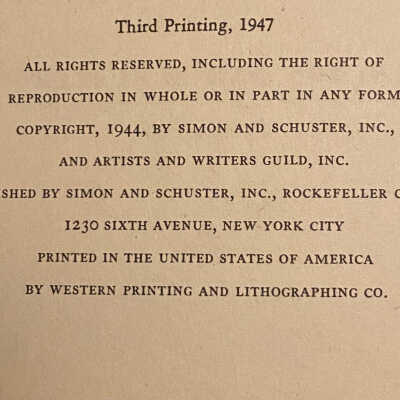 Third Printing, 1947
ALL RIGHTS RESERVED, INCLUDING THE RIGHT OF
REPRODUCTION IN WHOLE OR IN PART IN ANY FORM
COPYRIGHT, 1944, BY SIMON AND SCHUSTER, INC.,
AND ARTISTS AND WRITERS GUILD, INC.
SHED BY SIMON AND SCHUSTER, INC., ROCKEFELLER
1230 SIXTH AVENUE, NEW YORK CITY
PRINTED IN THE UNITED STATES OF AMERICA
BY WESTERN PRINTING AND LITHOGRAPHING CO.